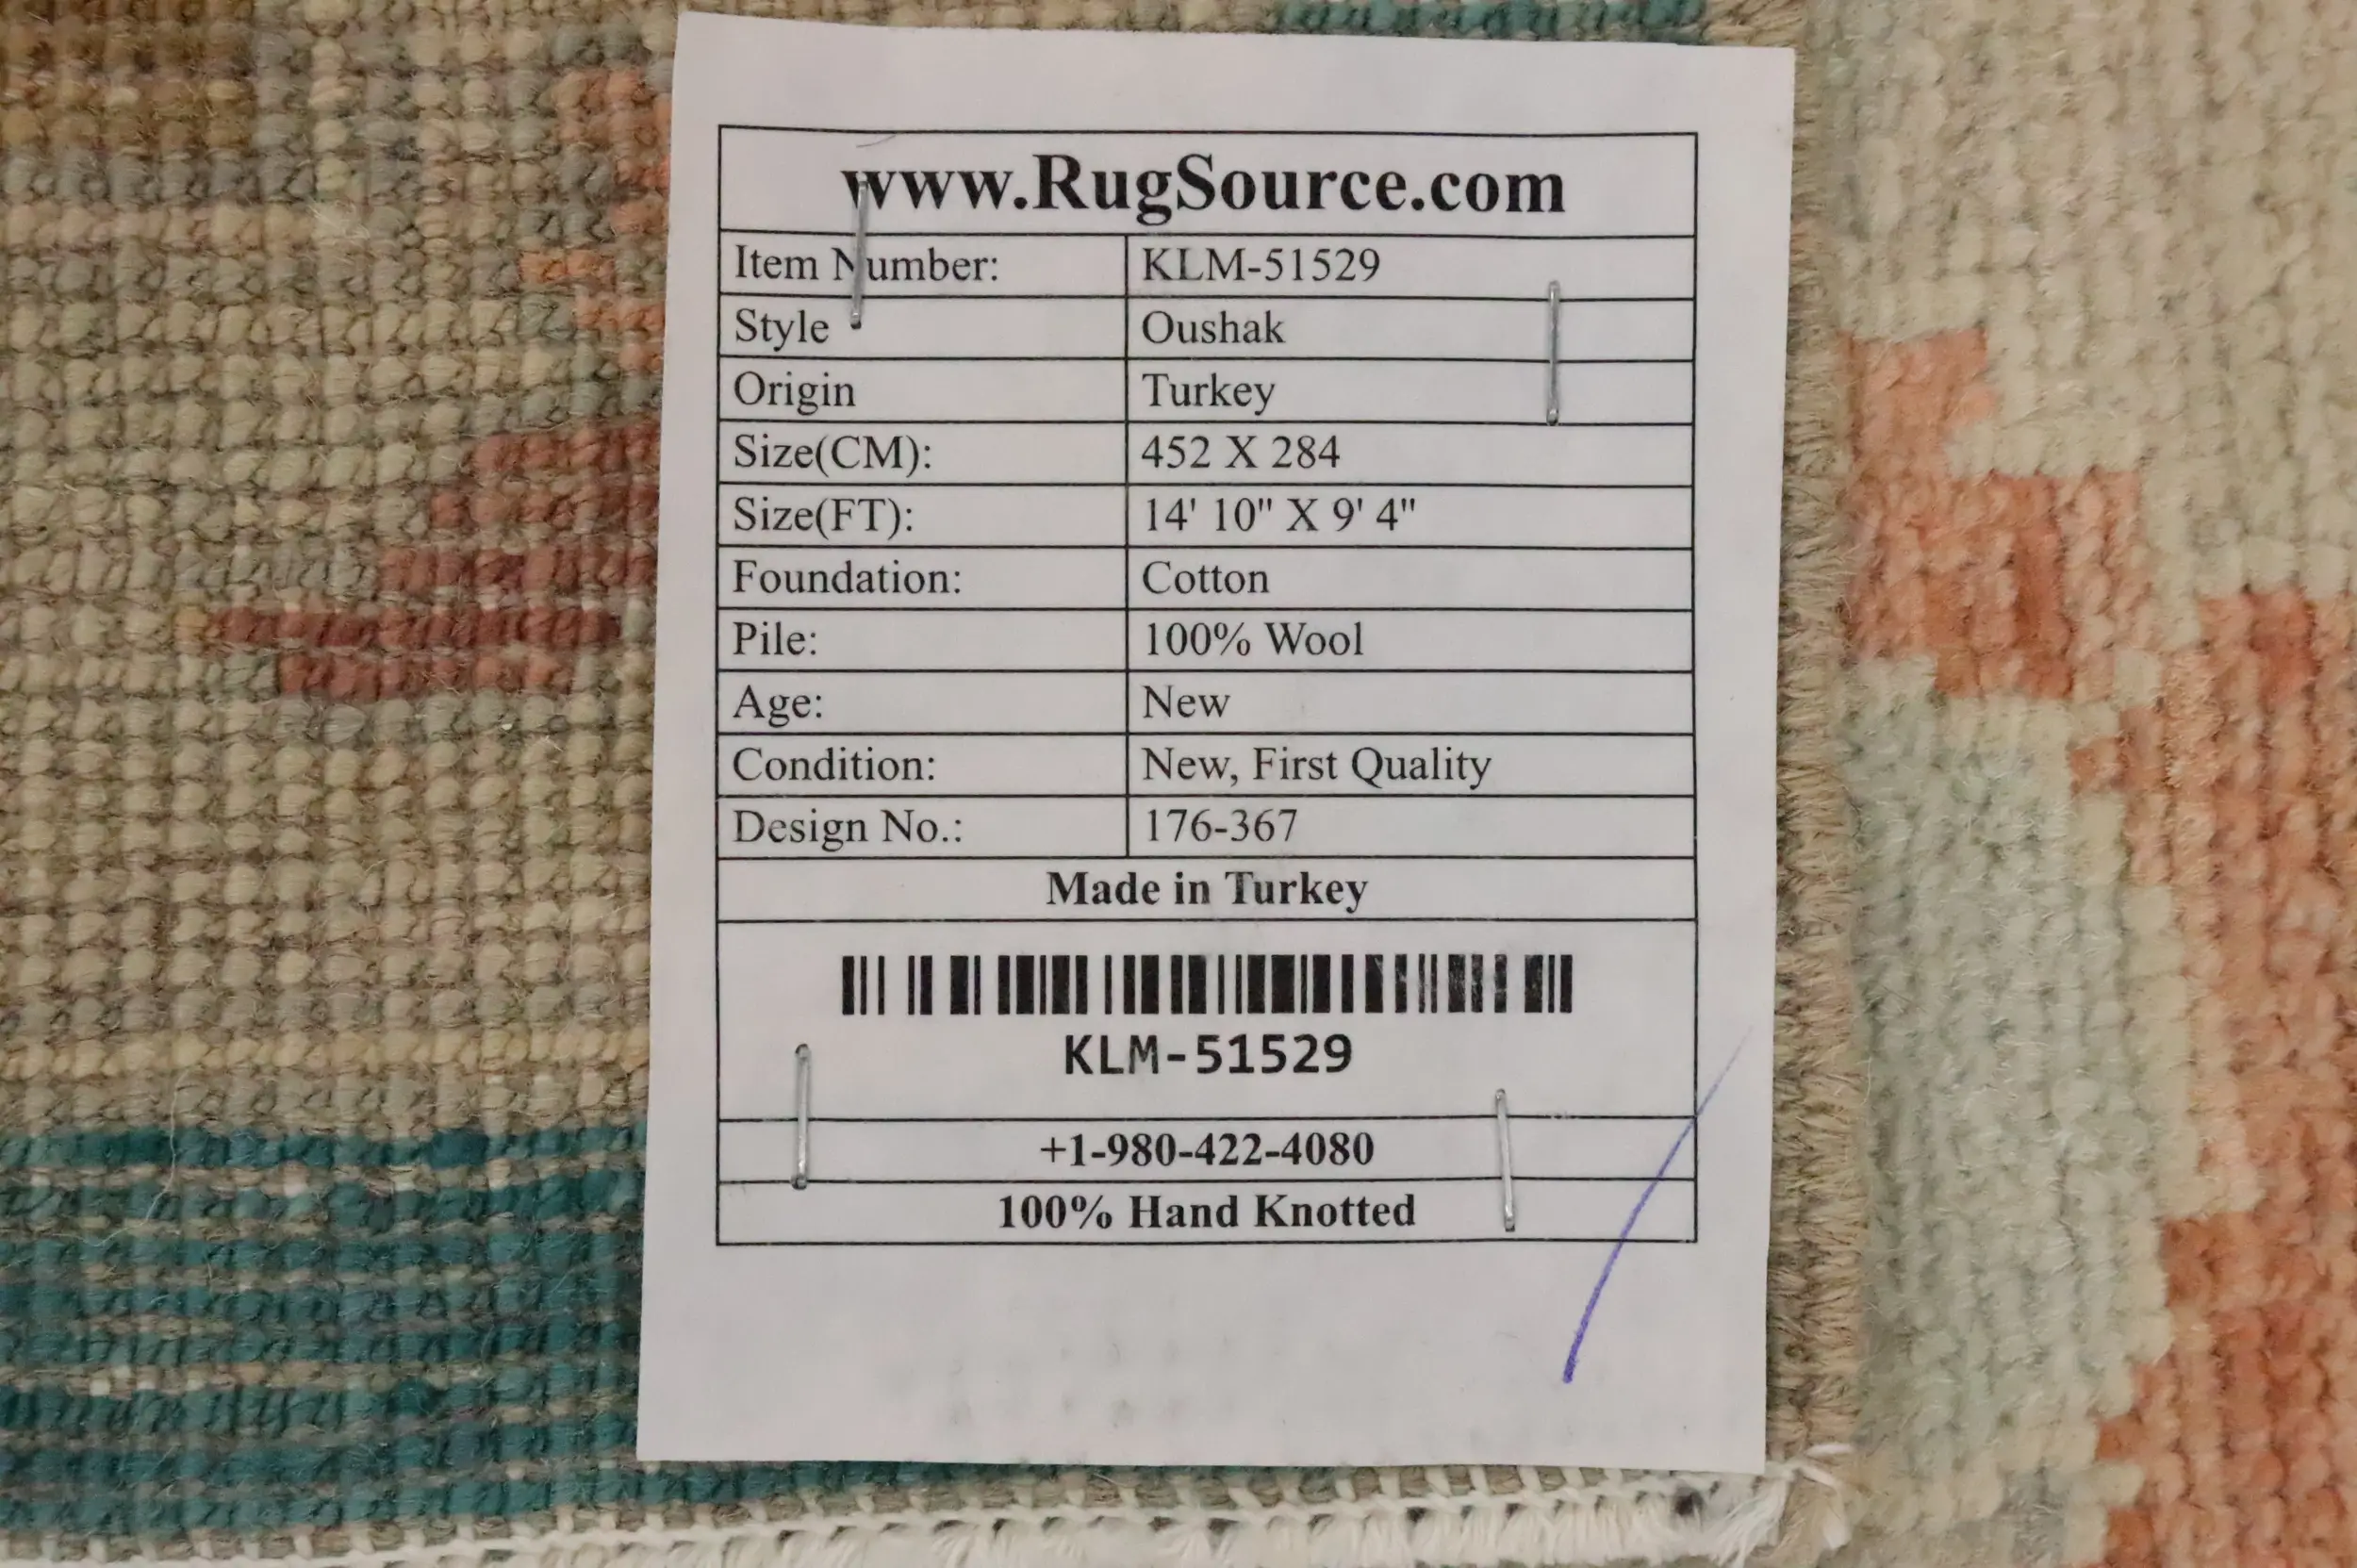 www.RugSource.com
Item Number: KLM-51529
Style Oushak
Origin Turkey
Size(CM): 452 X 284
Size(FT): 14' 10" X 9' 4"
Foundation: Cotton
Pile: 100% Wool
Age: New
Condition: New, First Quality
Design No.: 176-367
Made in Turkey
KLM-51529
+1-980-422-4080
100% Hand Knotted